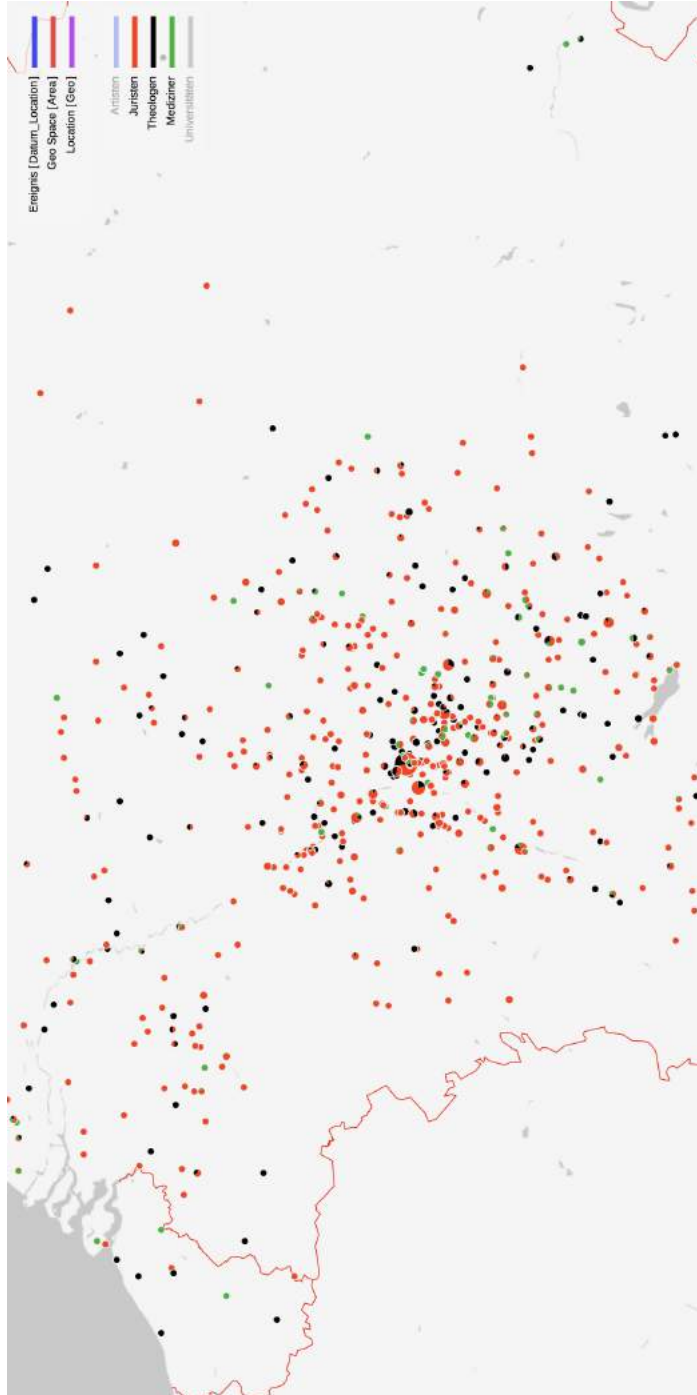 Ereignis [Datum_Location]
Geo Space [Area]
Location [Geo]
Artisten
Juristen
Theologen
Mediziner
Universitäten